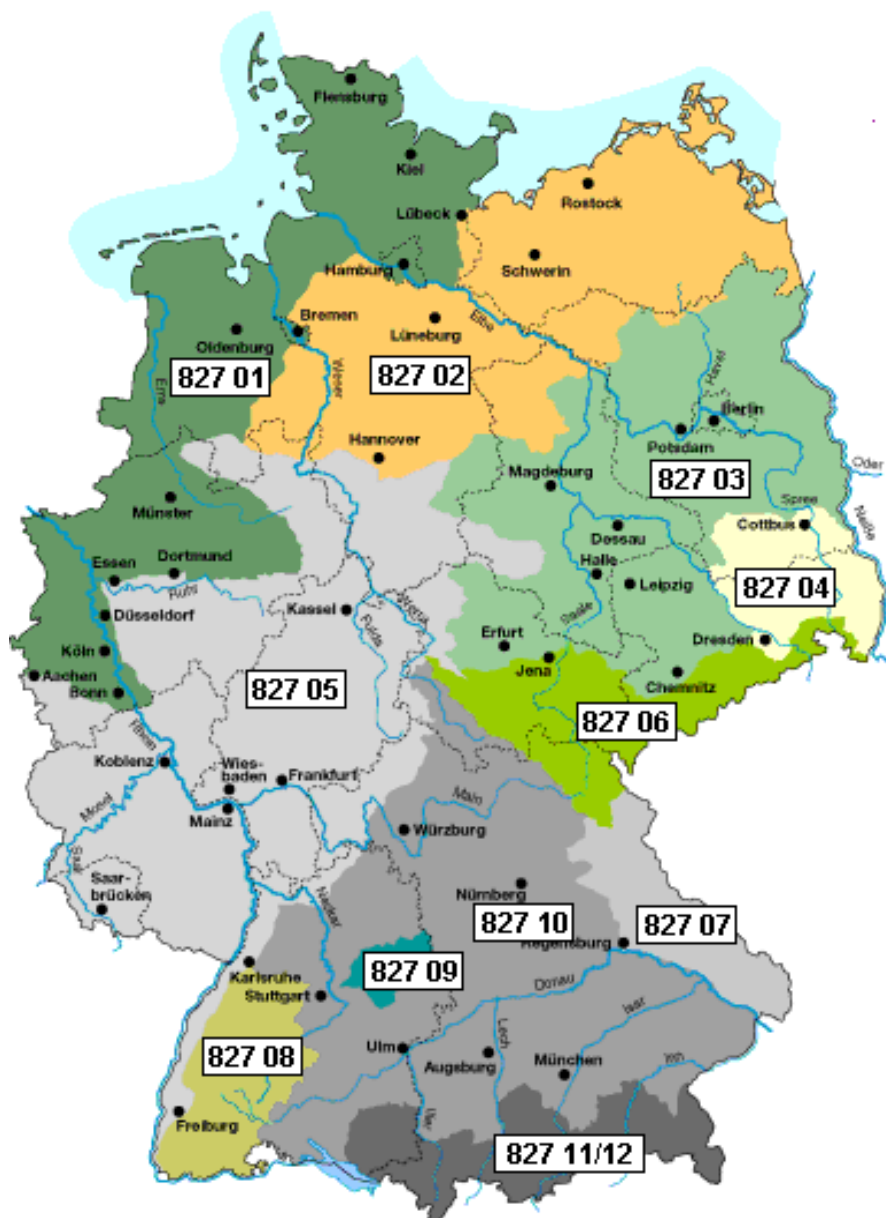 Flensburg
Kiel
Rostock
Lübeck
Schwerin
Hamburg
Elbe
Bremen
Lüneburg
Oldenburg
827 01
827 02
Ems
Weser
Havel
Berlin
Hannover
Potsdam
Magdeburg
827 03
Oder
Münster
Spree
Cottbus
Neiße
Dessau
Essen
Dortmund
Halle
Ruhr
Leipzig
827 04
Düsseldorf
Kassel
Werra
Fulda
Saale
Erfurt
Dresden
Köln
Jena
Aachen
Bonn
827 05
Chemnitz
827 06
Rhein
Koblenz
Wies-
baden
Frankfurt
Mosel
Main
Mainz
Würzburg
Saar
Saar-
brücken
Neckar
Nürnberg
827 10
827 07
Regensburg
Karlsruhe
827 09
Stuttgart
Donau
Isar
827 08
Ulm
Lech
Augsburg
München
Inn
Freiburg
Iller
827 11/12